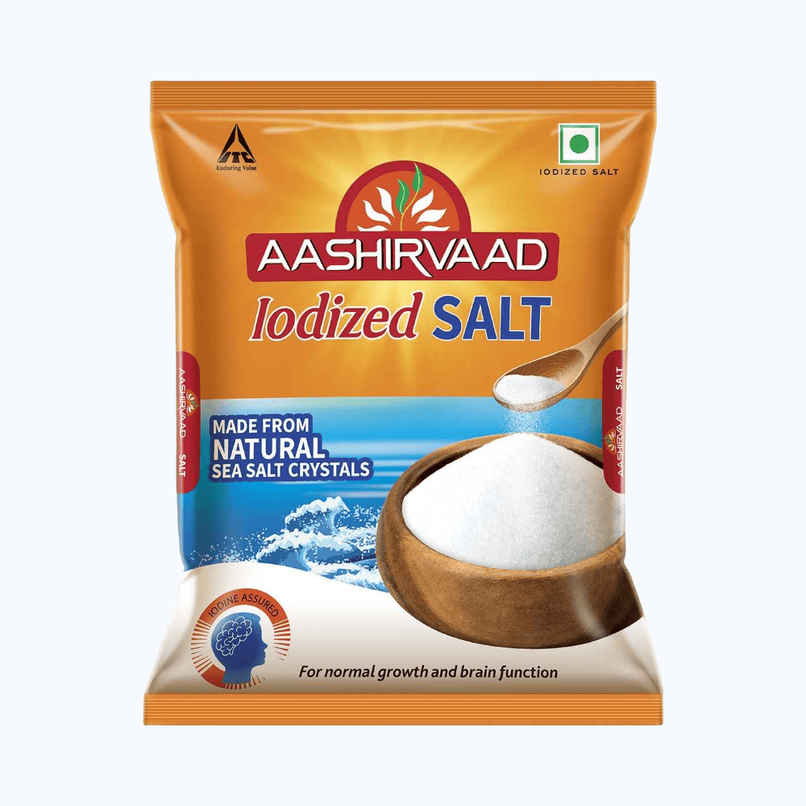 ITC
Enduring Value
IODIZED SALT
AASHIRVAAD
Iodized SALT
MADE FROM
NATURAL
SEA SALT CRYSTALS
AASHIRVAAD
SALT
AASHIRVAAD
SALT
IODINE ASSURED
For normal growth and brain function